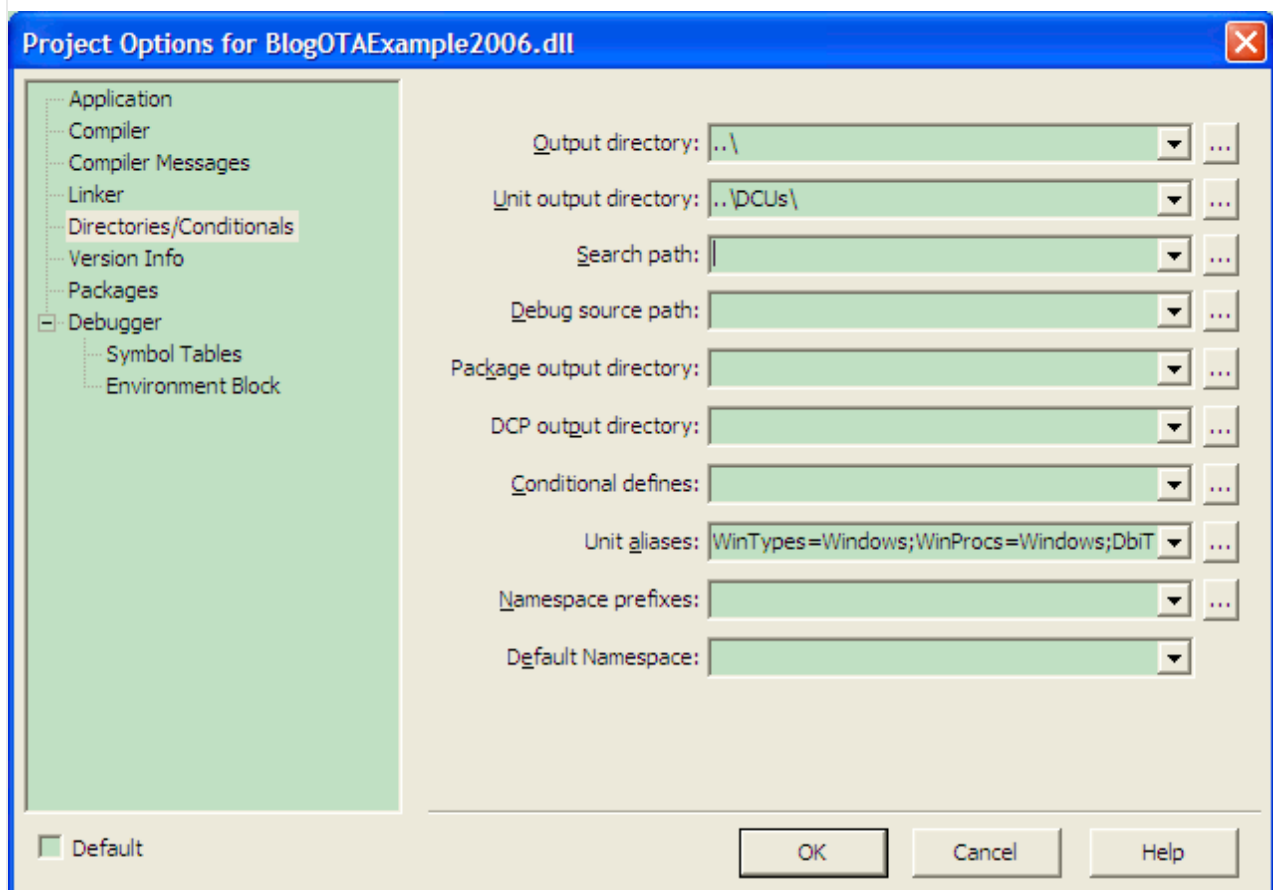 Project Options for BlogOTAExample2006.dll
Application
Compiler
Compiler Messages
Linker
Directories/Conditionals
Version Info
Packages
Debugger
Symbol Tables
Environment Block
Output directory: ..\
Unit output directory: ..\DCUs\
Search path:
Debug source path:
Package output directory:
DCP output directory:
Conditional defines:
Unit aliases: WinTypes=Windows;WinProcs=Windows;DbiT
Namespace prefixes:
Default Namespace:
Default
OK Cancel Help